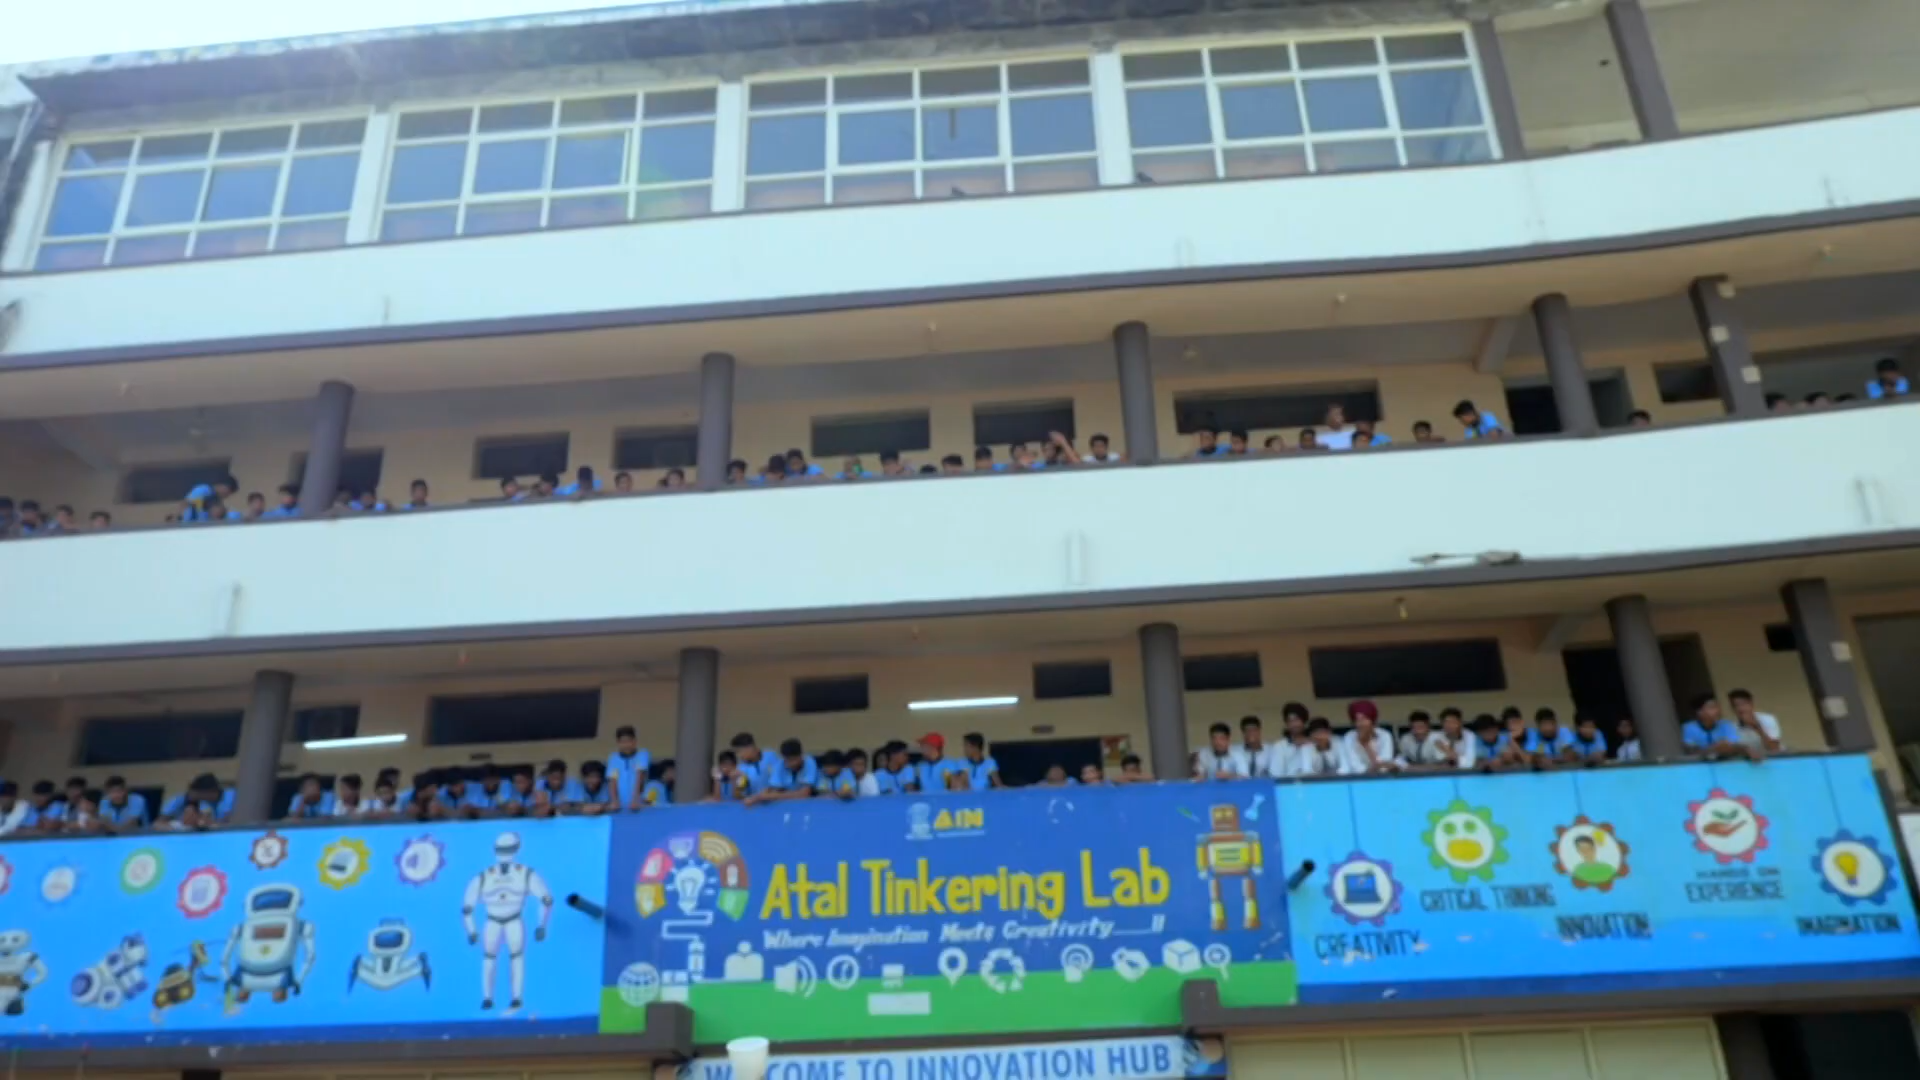 AIM
Atal Tinkering Lab
Where Imagination Meets Creativity.....!!
CREATIVITY
CRITICAL THINKING
INNOVATION
HANDS ON
EXPERIENCE
IMAGINATION
COME TO INNOVATION HUB